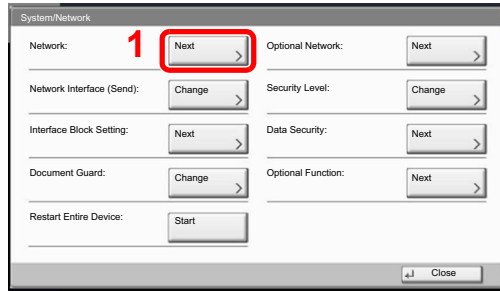 System/Network
Network: 1 Next Optional Network: Next
Network Interface (Send): Change Security Level: Change
Interface Block Setting: Next Data Security: Next
Document Guard: Change Optional Function: Next
Restart Entire Device: Start
Close